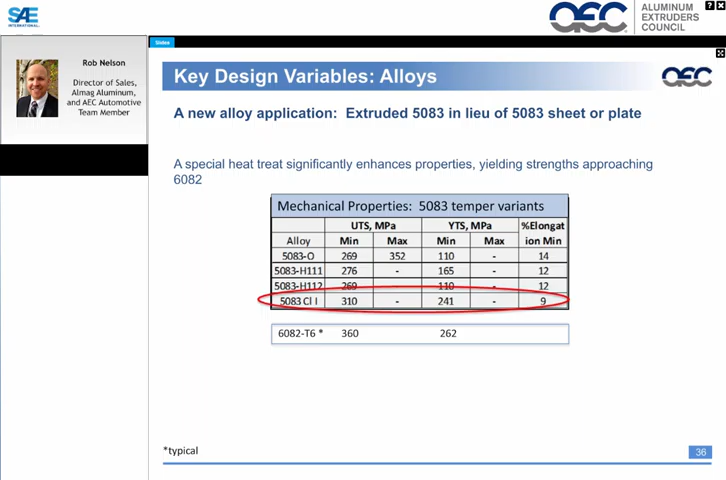 SAE
INTERNATIONAL
AEC
ALUMINUM
EXTRUDERS
COUNCIL
Slides
Rob Nelson
Director of Sales,
Almag Aluminum,
and AEC Automotive
Team Member
Key Design Variables: Alloys
AEC
A new alloy application: Extruded 5083 in lieu of 5083 sheet or plate
A special heat treat significantly enhances properties, yielding strengths approaching
6082
Mechanical Properties: 5083 temper variants
UTS, MPa YTS, MPa %Elongat
Alloy Min Max Min Max ion Min
5083-O 269 352 110 - 14
5083-H111 276 - 165 - 12
5083-H112 269 - 110 - 12
5083 Cl I 310 - 241 - 9
6082-T6 * 360 262
*typical
36